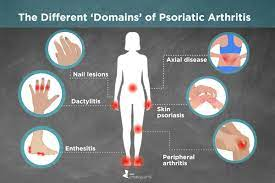 The Different ‘Domains’ of Psoriatic Arthritis
Nail lesions
Axial disease
Dactylitis
Skin
psoriasis
Enthesitis
Peripheral
arthritis